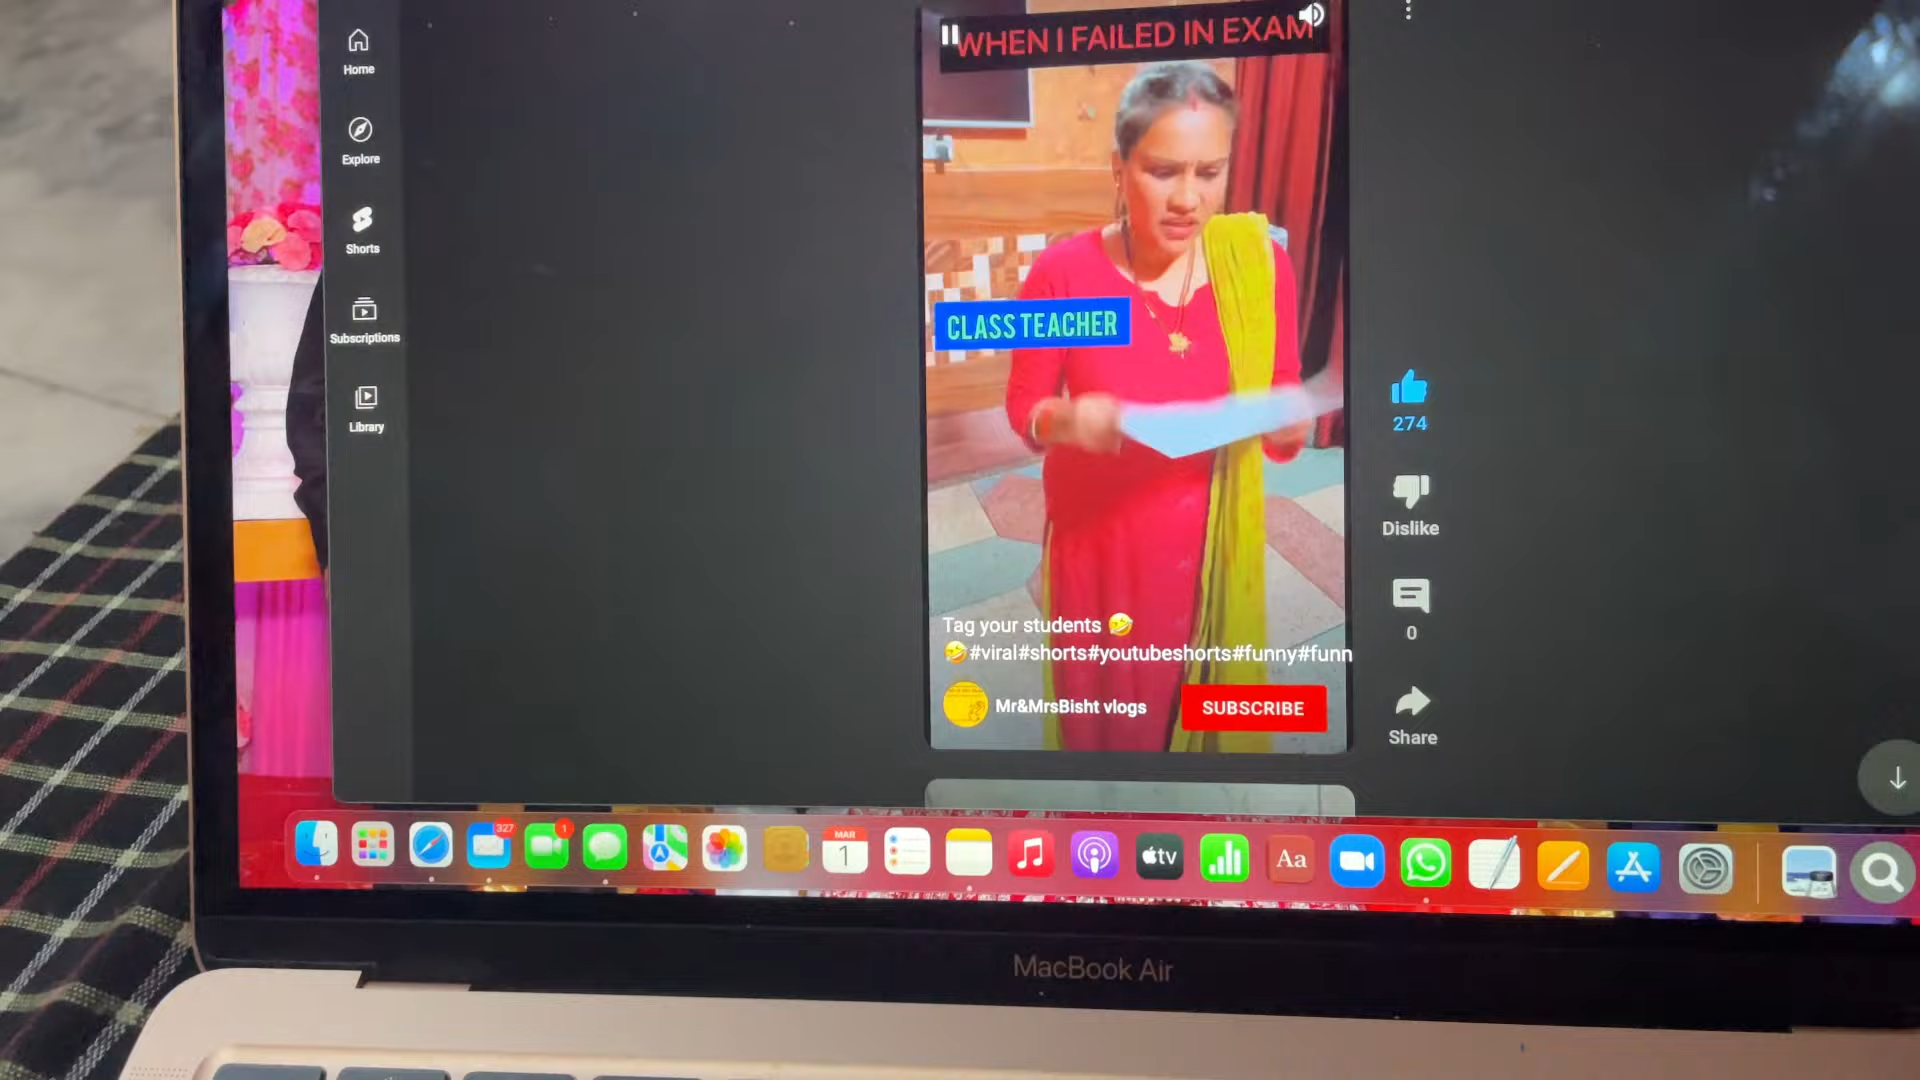 Home
Explore
Shorts
Subscriptions
Library
WHEN I FAILED IN EXAM
CLASS TEACHER
Tag your students 🤣
🤣#viral#shorts#youtubeshorts#funny#funn
Mr&MrsBisht vlogs
SUBSCRIBE
274
Dislike
0
Share
327
1
MAR
1
tv
Aa
MacBook Air